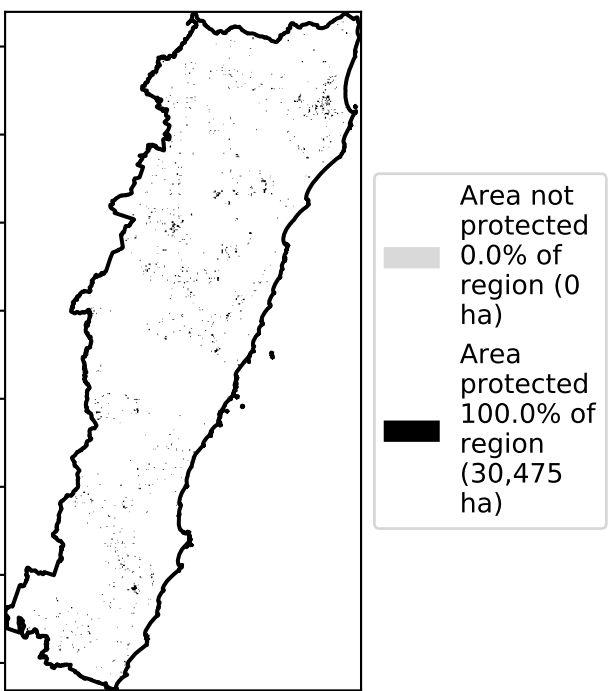 Area not
protected
0.0% of
region (0
ha)
Area
protected
100.0% of
region
(30,475
ha)